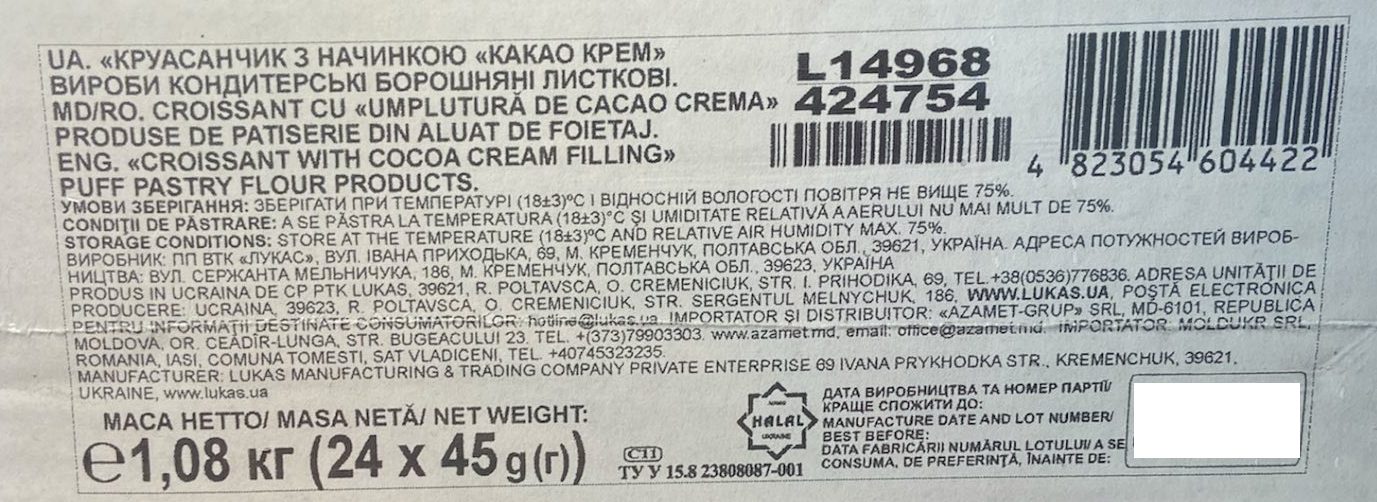 UA. «КРУАСАНЧИК З НАЧИНКОЮ «КАКАО КРЕМ»
ВИРОБИ КОНДИТЕРСЬКІ БОРОШНЯНІ ЛИСТКОВІ.
MD/RO. CROISSANT CU «UMPLUTURĂ DE CACAO CREMA»
PRODUSE DE PATISERIE DIN ALUAT DE FOIETAJ.
ENG. «CROISSANT WITH COCOA CREAM FILLING»
PUFF PASTRY FLOUR PRODUCTS.
L14968
424754
4 823054 604422
УМОВИ ЗБЕРІГАННЯ: ЗБЕРІГАТИ ПРИ ТЕМПЕРАТУРІ (18±3)ºС І ВІДНОСНІЙ ВОЛОГОСТІ ПОВІТРЯ НЕ ВИЩЕ 75%.
CONDIȚII DE PĂSTRARE: A SE PĂSTRA LA TEMPERATURA (18±3)°C ȘI UMIDITATE RELATIVĂ A AERULUI NU MAI MULT DE 75%.
STORAGE CONDITIONS: STORE AT THE TEMPERATURE (18±3)ºC AND RELATIVE AIR HUMIDITY MAX. 75%.
ВИРОБНИК: ПП ВТК «ЛУКАС», ВУЛ. ІВАНА ПРИХОДЬКА, 69, М. КРЕМЕНЧУК, ПОЛТАВСЬКА ОБЛ., 39621, УКРАЇНА. АДРЕСА ПОТУЖНОСТЕЙ ВИРОБ-
НИЦТВА: ВУЛ. СЕРЖАНТА МЕЛЬНИЧУКА, 186, М. КРЕМЕНЧУК, ПОЛТАВСЬКА ОБЛ., 39623, УКРАЇНА
PRODUS IN UCRAINA DE CP PTK LUKAS, 39621, R. POLTAVSCA, O. CREMENICIUK, STR. I. PRIHODIKA, 69, TEL.+38(0536)776836. ADRESA UNITĂȚII DE
PRODUCERE: UCRAINA, 39623, R. POLTAVSCA, O. CREMENICIUK, STR. SERGENTUL MELNYCHUK, 186, WWW.LUKAS.UA, POȘTĂ ELECTRONICA
PENTRU INFORMAȚII DESTINATE CONSUMATORILOR: hotline@lukas.ua. IMPORTATOR ȘI DISTRIBUITOR: «AZAMET-GRUP» SRL, MD-6101, REPUBLICA
MOLDOVA, OR. CEADÎR-LUNGA, STR. BUGEACULUI 23. TEL. +(373)79903303. www.azamet.md, email: office@azamet.md. IMPORTATOR MOLDUKR SRL,
ROMANIA, IASI, COMUNA TOMESTI, SAT VLADICENI, TEL. +40745323235.
MANUFACTURER: LUKAS MANUFACTURING & TRADING COMPANY PRIVATE ENTERPRISE 69 IVANA PRYKHODKA STR., KREMENCHUK, 39621.
UKRAINE, www.lukas.ua
МАСА НЕТТО/ MASA NETĂ/ NET WEIGHT:
℮1,08 кг (24 x 45 g(г))
СП
ТУ У 15.8 23808087-001
HALAL
UKRAINE
ДАТА ВИРОБНИЦТВА ТА НОМЕР ПАРТІЇ/
КРАЩЕ СПОЖИТИ ДО:
MANUFACTURE DATE AND LOT NUMBER/
BEST BEFORE:
DATA FABRICĂRII NUMĂRUL LOTULUI/ A SE
CONSUMA, DE PREFERINȚĂ, ÎNAINTE DE: